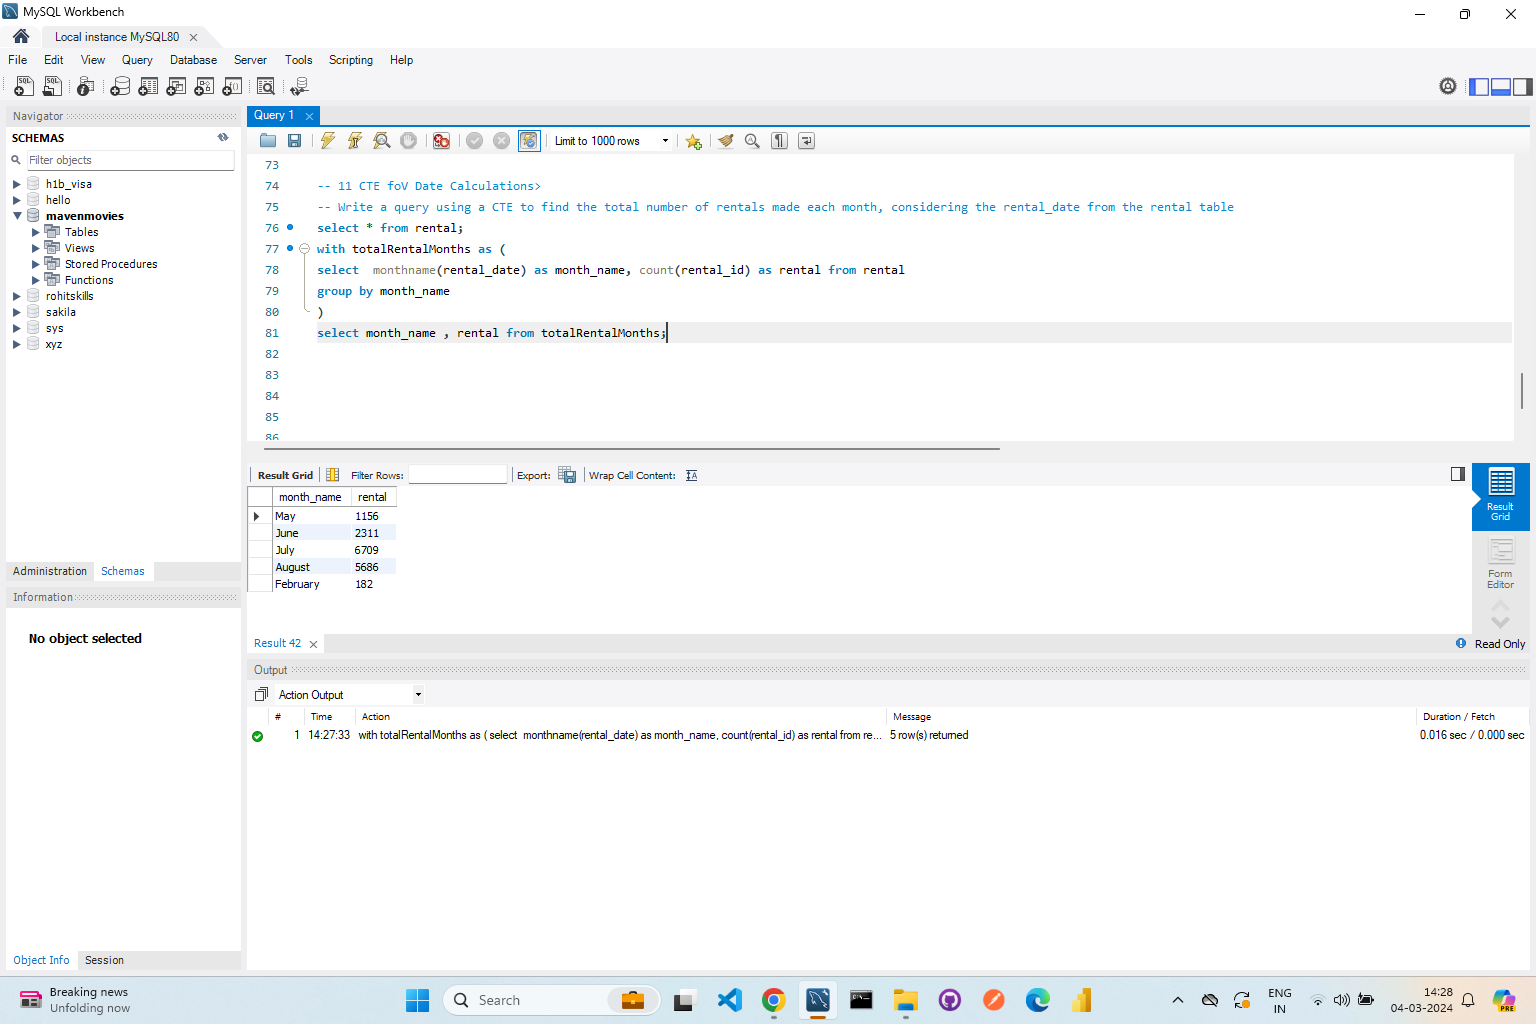 MySQL Workbench
Local instance MySQL80
File Edit View Query Database Server Tools Scripting Help
Navigator
SCHEMAS
Filter objects
h1b_visa
hello
mavenmovies
Tables
Views
Stored Procedures
Functions
rohitskills
sakila
sys
xyz
Administration Schemas
Information
No object selected
Object Info Session
Query 1
Limit to 1000 rows
73
74 -- 11 CTE foV Date Calculations>
75 -- Write a query using a CTE to find the total number of rentals made each month, considering the rental_date from the rental table
76 select * from rental;
77 with totalRentalMonths as (
78 select  monthname(rental_date) as month_name, count(rental_id) as rental from rental
79 group by month_name
80 )
81 select month_name , rental from totalRentalMonths;
82
83
84
85
86
Result Grid Filter Rows: Export: Wrap Cell Content:
month_name rental
May 1156
June 2311
July 6709
August 5686
February 182
Result Grid
Form Editor
Result 42
Read Only
Output
Action Output
# Time Action Message Duration / Fetch
1 14:27:33 with totalRentalMonths as ( select  monthname(rental_date) as month_name, count(rental_id) as rental from re... 5 row(s) returned 0.016 sec / 0.000 sec
Breaking news
Unfolding now
Search
ENG
IN
14:28
04-03-2024
PRE